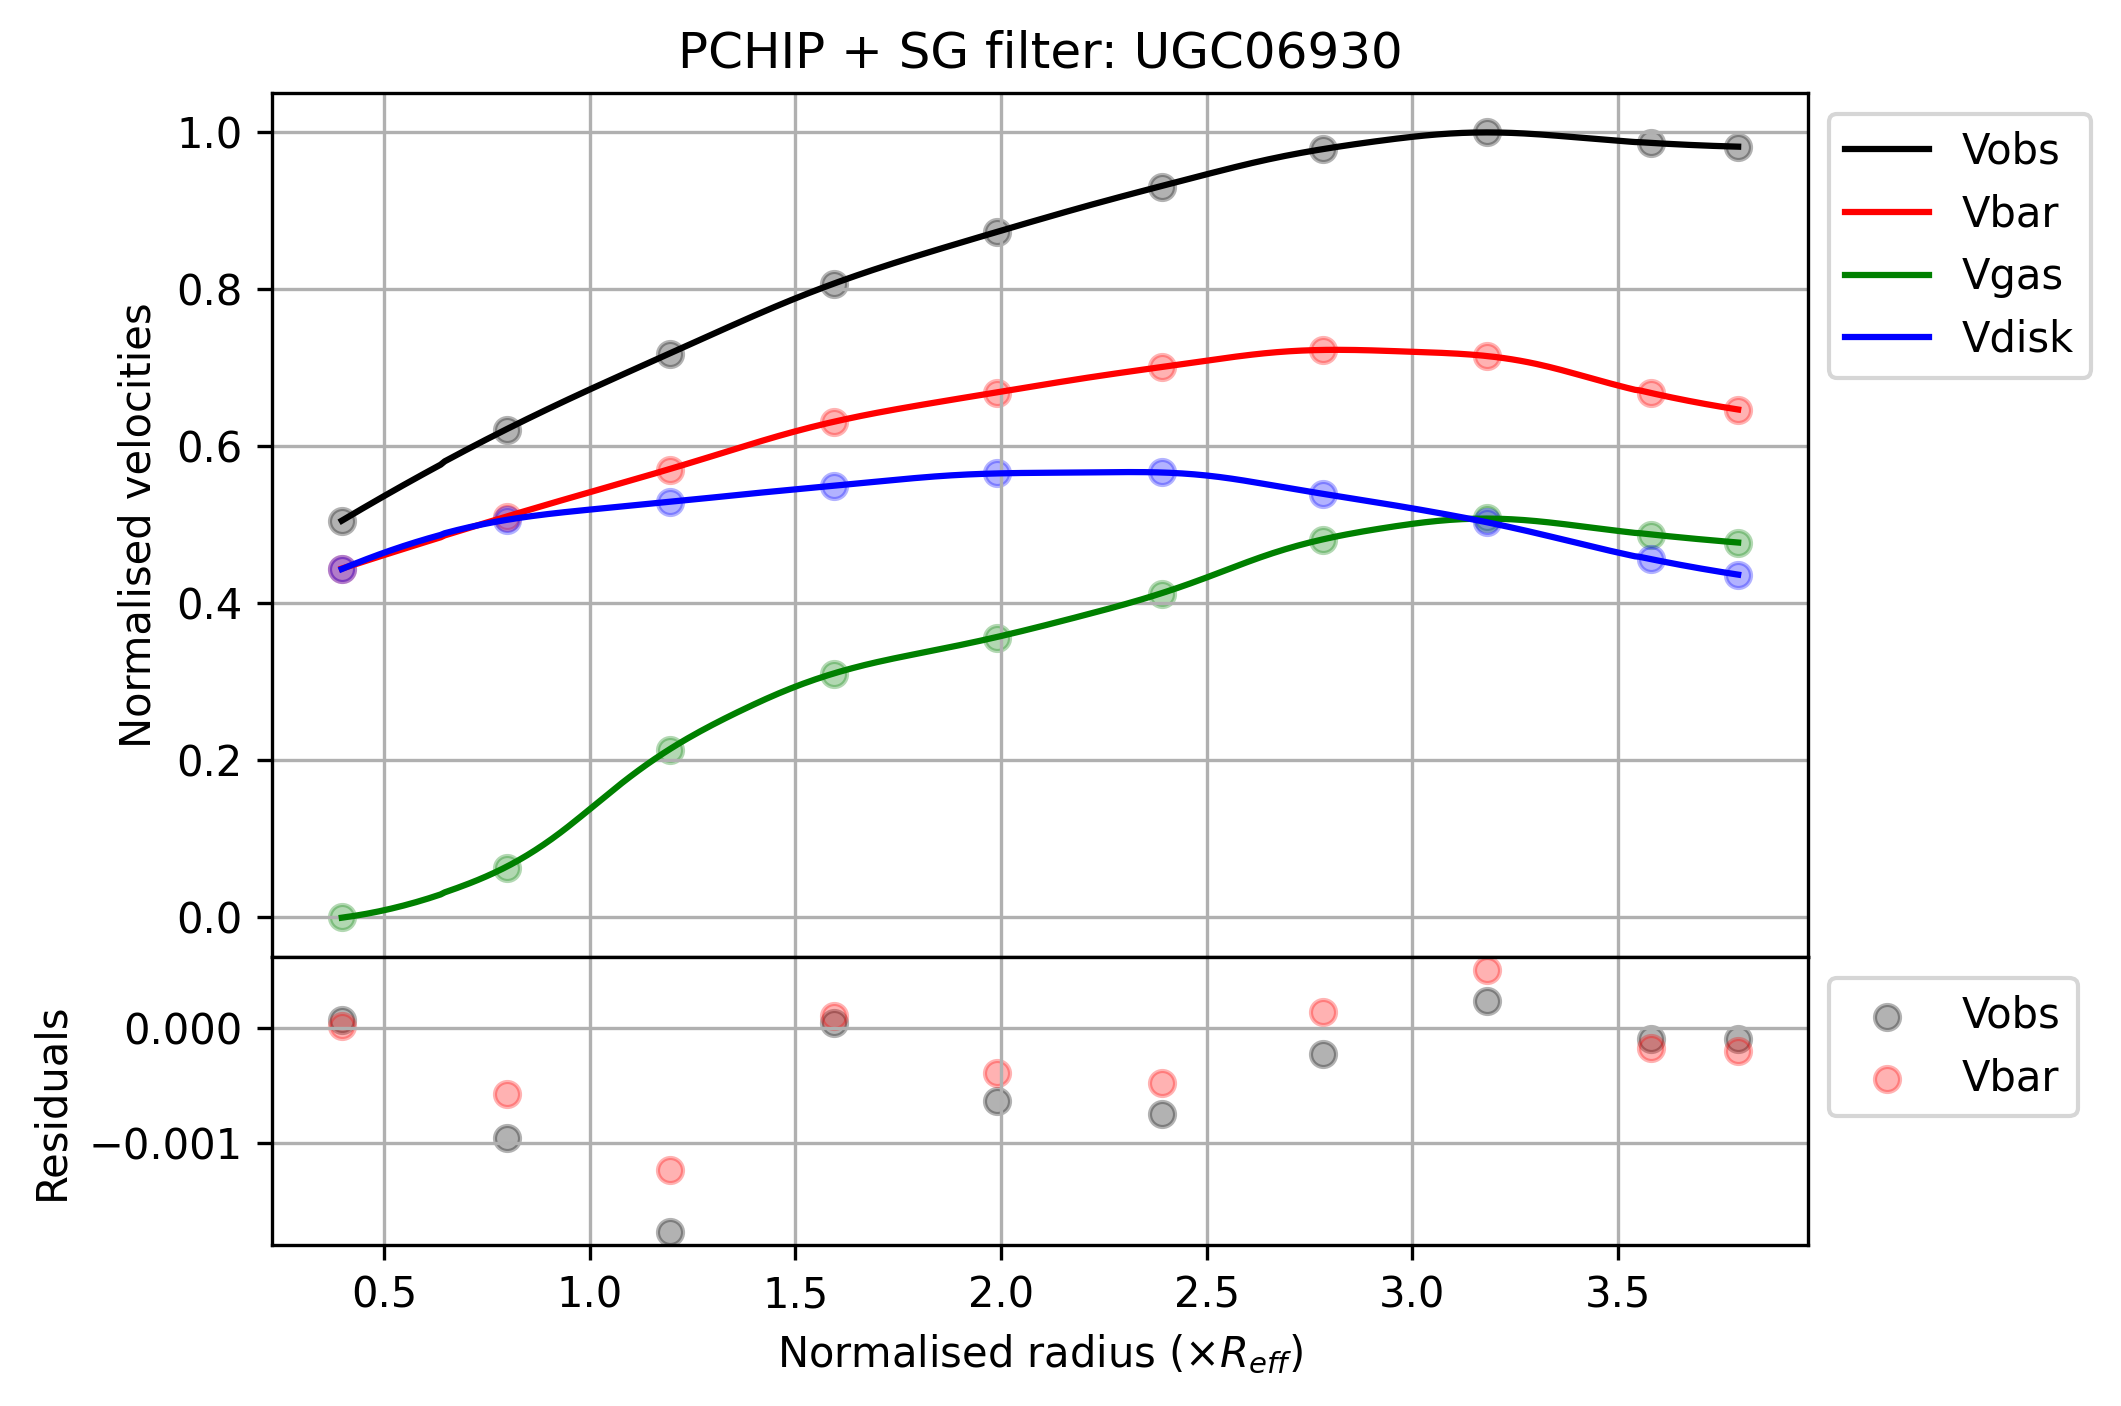 PCHIP + SG filter: UGC06930
Normalised velocities
1.0
0.8
0.6
0.4
0.2
0.0
Vobs
Vbar
Vgas
Vdisk
Residuals
0.000
−0.001
Vobs
Vbar
0.5 1.0 1.5 2.0 2.5 3.0 3.5
Normalised radius (×R_eff)